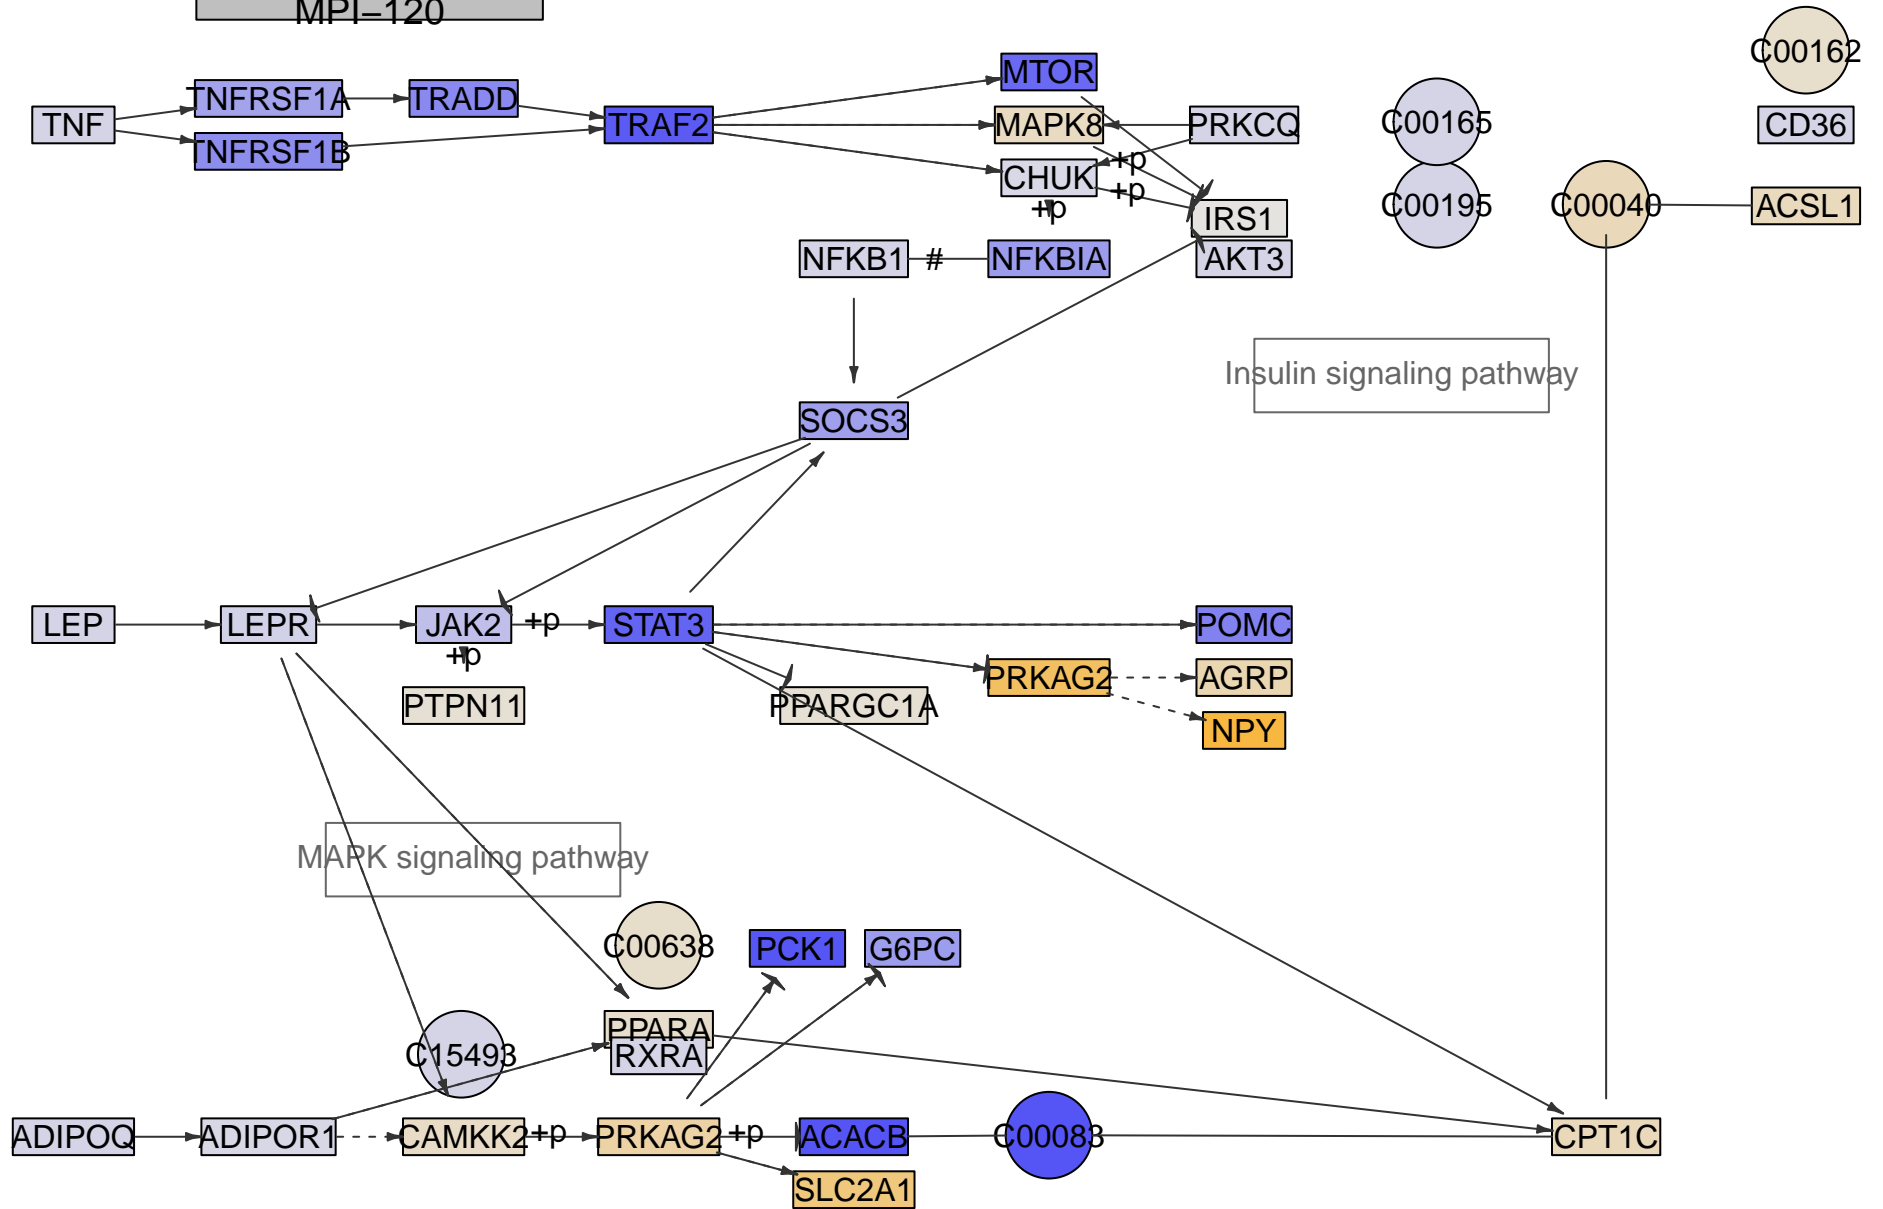 MPI–120
C00162
MTOR
TNFRSF1A
TRADD
TNF
TRAF2
MAPK8
PRKCQ
C00165
CD36
TNFRSF1B
+p
CHUK
+p
+p
IRS1
C00195
C00040
ACSL1
NFKB1
#
NFKBIA
AKT3
Insulin signaling pathway
SOCS3
LEP
LEPR
JAK2
+p
STAT3
POMC
+p
PRKAG2
AGRP
PTPN11
PPARGC1A
NPY
MAPK signaling pathway
C00638
PCK1
G6PC
PPARA
C15493
RXRA
ADIPOQ
ADIPOR1
CAMKK2
+p
PRKAG2
+p
ACACB
C00083
CPT1C
SLC2A1